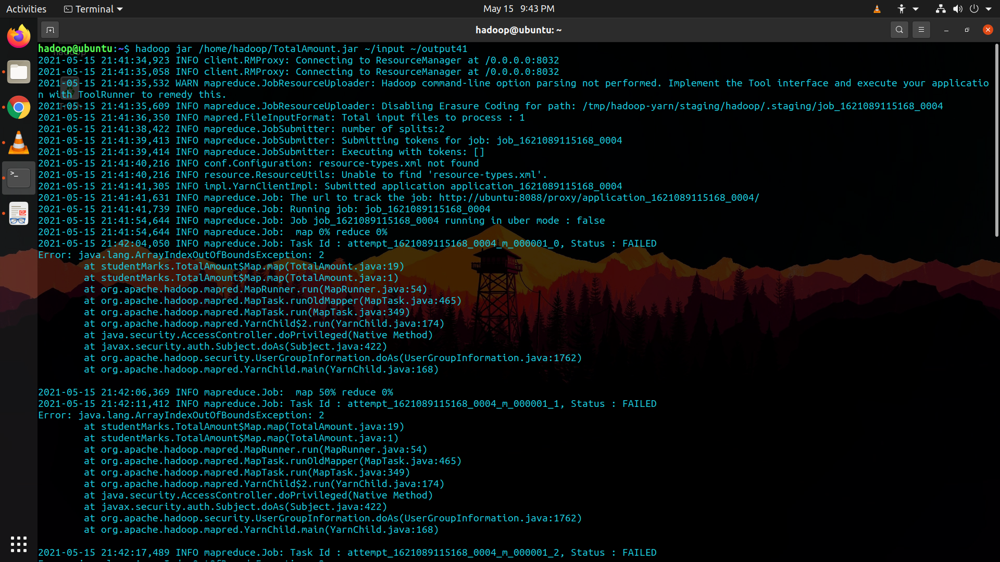 Activities
Terminal
May 15 9:43 PM
hadoop@ubuntu: ~
hadoop@ubuntu:~$ hadoop jar /home/hadoop/TotalAmount.jar ~/input ~/output41
2021-05-15 21:41:34,923 INFO client.RMProxy: Connecting to ResourceManager at /0.0.0.0:8032
2021-05-15 21:41:35,058 INFO client.RMProxy: Connecting to ResourceManager at /0.0.0.0:8032
2021-05-15 21:41:35,532 WARN mapreduce.JobResourceUploader: Hadoop command-line option parsing not performed. Implement the Tool interface and execute your applicatio
n with ToolRunner to remedy this.
2021-05-15 21:41:35,609 INFO mapreduce.JobResourceUploader: Disabling Erasure Coding for path: /tmp/hadoop-yarn/staging/hadoop/.staging/job_1621089115168_0004
2021-05-15 21:41:36,350 INFO mapred.FileInputFormat: Total input files to process : 1
2021-05-15 21:41:38,422 INFO mapreduce.JobSubmitter: number of splits:2
2021-05-15 21:41:39,413 INFO mapreduce.JobSubmitter: Submitting tokens for job: job_1621089115168_0004
2021-05-15 21:41:39,414 INFO mapreduce.JobSubmitter: Executing with tokens: []
2021-05-15 21:41:40,216 INFO conf.Configuration: resource-types.xml not found
2021-05-15 21:41:40,216 INFO resource.ResourceUtils: Unable to find 'resource-types.xml'.
2021-05-15 21:41:41,305 INFO impl.YarnClientImpl: Submitted application application_1621089115168_0004
2021-05-15 21:41:41,631 INFO mapreduce.Job: The url to track the job: http://ubuntu:8088/proxy/application_1621089115168_0004/
2021-05-15 21:41:41,739 INFO mapreduce.Job: Running job: job_1621089115168_0004
2021-05-15 21:41:54,644 INFO mapreduce.Job: Job job_1621089115168_0004 running in uber mode : false
2021-05-15 21:41:54,644 INFO mapreduce.Job:  map 0% reduce 0%
2021-05-15 21:42:04,050 INFO mapreduce.Job: Task Id : attempt_1621089115168_0004_m_000001_0, Status : FAILED
Error: java.lang.ArrayIndexOutOfBoundsException: 2
at studentMarks.TotalAmount$Map.map(TotalAmount.java:19)
at studentMarks.TotalAmount$Map.map(TotalAmount.java:1)
at org.apache.hadoop.mapred.MapRunner.run(MapRunner.java:54)
at org.apache.hadoop.mapred.MapTask.runOldMapper(MapTask.java:465)
at org.apache.hadoop.mapred.MapTask.run(MapTask.java:349)
at org.apache.hadoop.mapred.YarnChild$2.run(YarnChild.java:174)
at java.security.AccessController.doPrivileged(Native Method)
at javax.security.auth.Subject.doAs(Subject.java:422)
at org.apache.hadoop.security.UserGroupInformation.doAs(UserGroupInformation.java:1762)
at org.apache.hadoop.mapred.YarnChild.main(YarnChild.java:168)
2021-05-15 21:42:06,369 INFO mapreduce.Job:  map 50% reduce 0%
2021-05-15 21:42:11,412 INFO mapreduce.Job: Task Id : attempt_1621089115168_0004_m_000001_1, Status : FAILED
Error: java.lang.ArrayIndexOutOfBoundsException: 2
at studentMarks.TotalAmount$Map.map(TotalAmount.java:19)
at studentMarks.TotalAmount$Map.map(TotalAmount.java:1)
at org.apache.hadoop.mapred.MapRunner.run(MapRunner.java:54)
at org.apache.hadoop.mapred.MapTask.runOldMapper(MapTask.java:465)
at org.apache.hadoop.mapred.MapTask.run(MapTask.java:349)
at org.apache.hadoop.mapred.YarnChild$2.run(YarnChild.java:174)
at java.security.AccessController.doPrivileged(Native Method)
at javax.security.auth.Subject.doAs(Subject.java:422)
at org.apache.hadoop.security.UserGroupInformation.doAs(UserGroupInformation.java:1762)
at org.apache.hadoop.mapred.YarnChild.main(YarnChild.java:168)
2021-05-15 21:42:17,489 INFO mapreduce.Job: Task Id : attempt_1621089115168_0004_m_000001_2, Status : FAILED